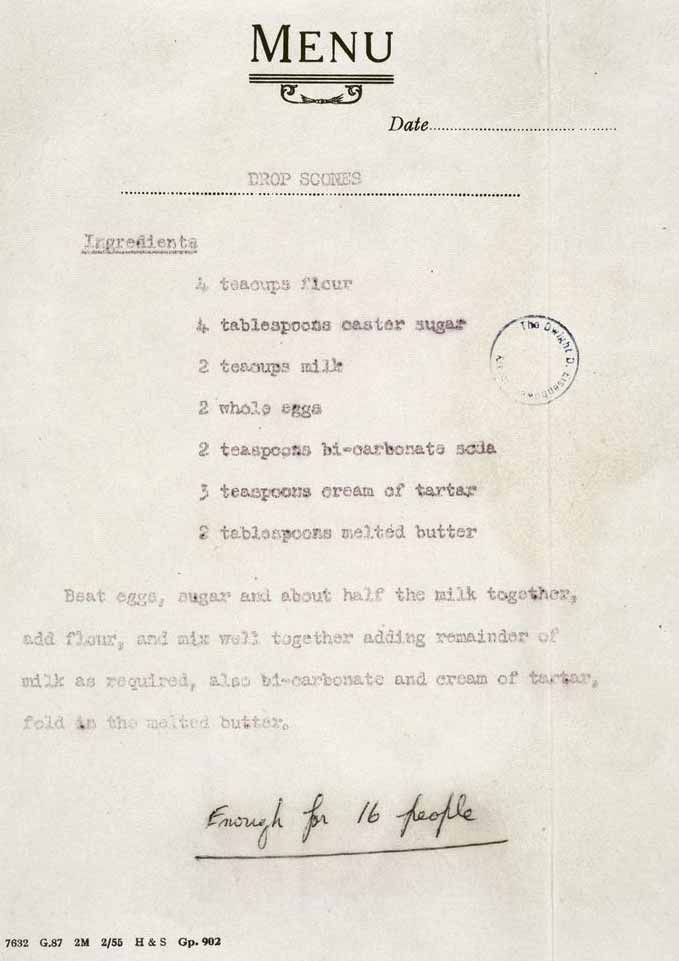 MENU
Date
DROP SCONES
Ingredients
4 teacups flour
4 tablespoons caster sugar
2 teacups milk
2 whole eggs
2 teaspoons bi-carbonate soda
3 teaspoons cream of tartar
2 tablespoons melted butter
Beat eggs, sugar and about half the milk together,
add flour, and mix well together adding remainder of
milk as required, also bi-carbonate and cream of tartar,
fold in the melted butter.
Enough for 16 people
The Dwight D. Eisenhower
7632 G.87 2M 2/55 H & S Gp. 902